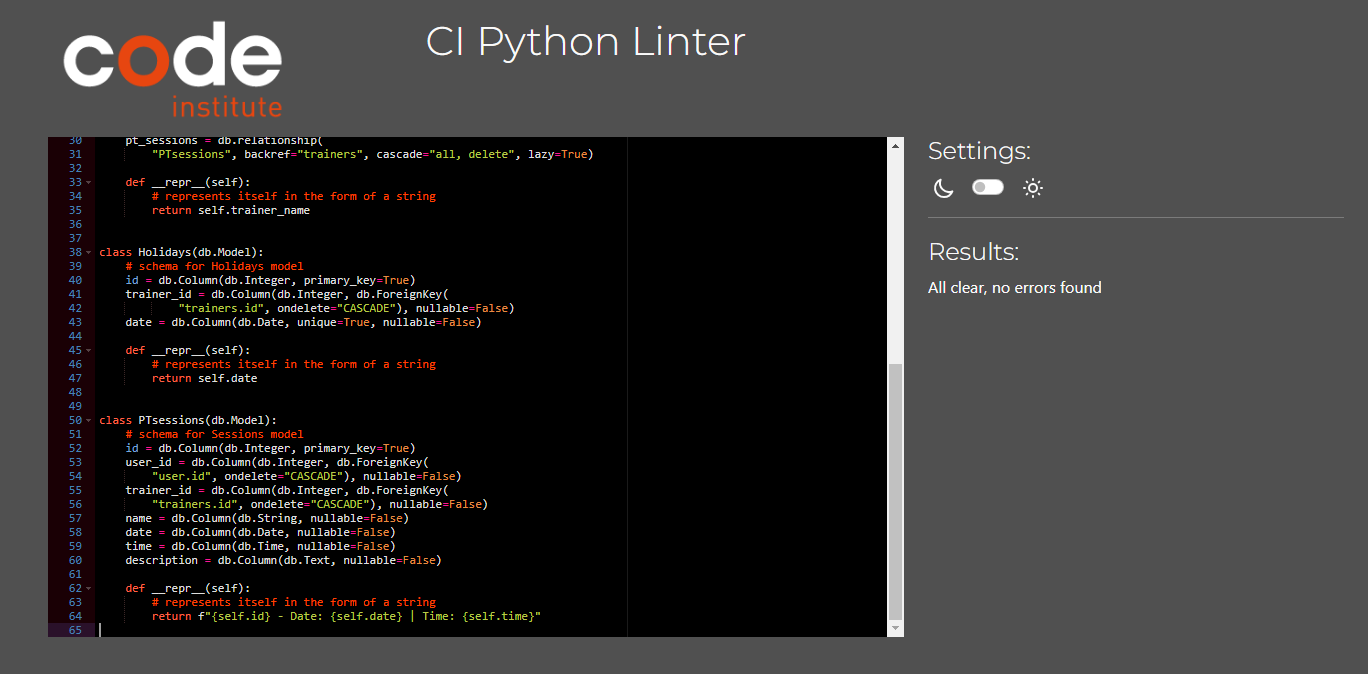 code
institute
CI Python Linter
30 pt_sessions = db.relationship(
31 "PTsessions", backref="trainers", cascade="all, delete", lazy=True)
32
33 def __repr__(self):
34 # represents itself in the form of a string
35 return self.trainer_name
36
37
38 class Holidays(db.Model):
39 # schema for Holidays model
40 id = db.Column(db.Integer, primary_key=True)
41 trainer_id = db.Column(db.Integer, db.ForeignKey(
42 "trainers.id", ondelete="CASCADE"), nullable=False)
43 date = db.Column(db.Date, unique=True, nullable=False)
44
45 def __repr__(self):
46 # represents itself in the form of a string
47 return self.date
48
49
50 class PTsessions(db.Model):
51 # schema for Sessions model
52 id = db.Column(db.Integer, primary_key=True)
53 user_id = db.Column(db.Integer, db.ForeignKey(
54 "user.id", ondelete="CASCADE"), nullable=False)
55 trainer_id = db.Column(db.Integer, db.ForeignKey(
56 "trainers.id", ondelete="CASCADE"), nullable=False)
57 name = db.Column(db.String, nullable=False)
58 date = db.Column(db.Date, nullable=False)
59 time = db.Column(db.Time, nullable=False)
60 description = db.Column(db.Text, nullable=False)
61
62 def __repr__(self):
63 # represents itself in the form of a string
64 return f"{self.id} - Date: {self.date} | Time: {self.time}"
65
Settings:
Results:
All clear, no errors found